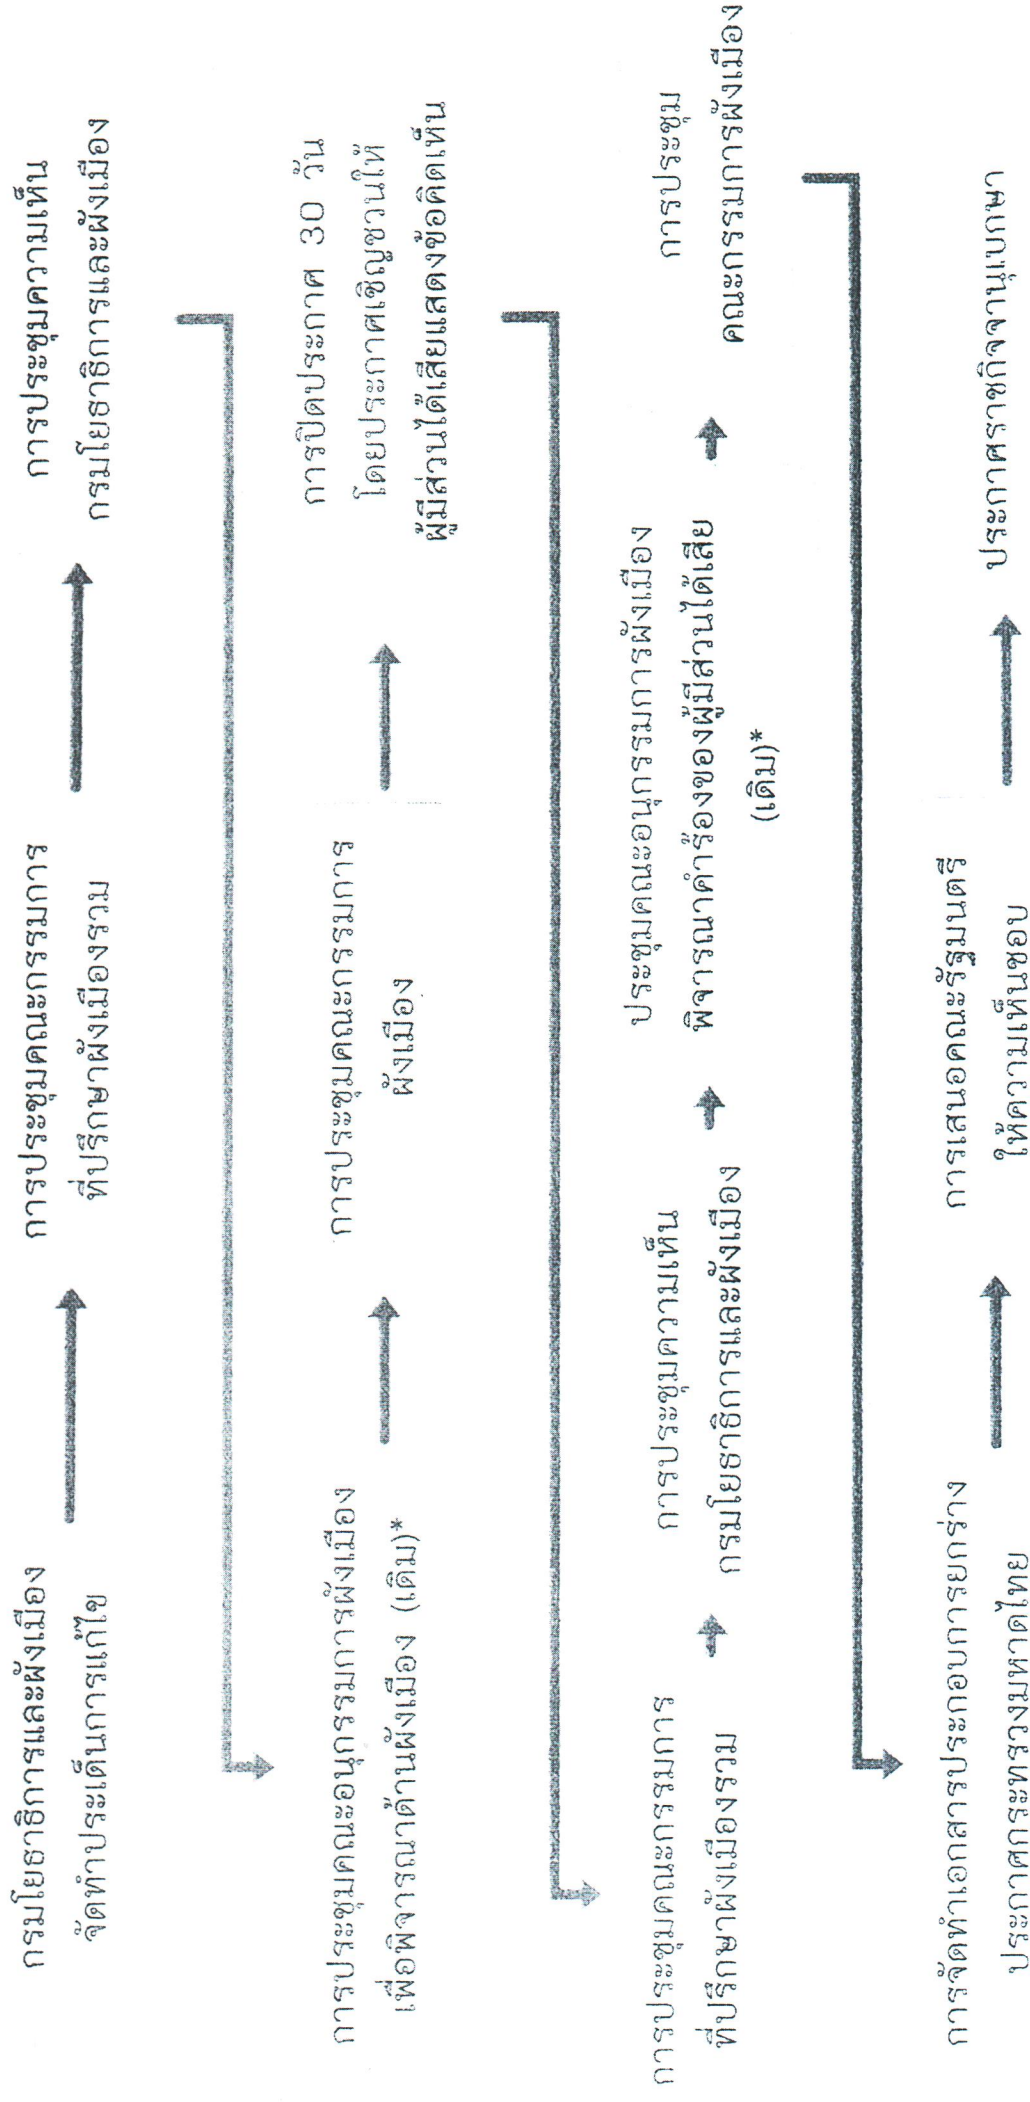 กรมโยธาธิการและผังเมือง
จัดทำประเด็นการแก้ไข
การประชุมคณะกรรมการ
ที่ปรึกษาผังเมืองรวม
การประชุมความเห็น
กรมโยธาธิการและผังเมือง
การประชุมคณะอนุกรรมการผังเมือง
เพื่อพิจารณาด้านผังเมือง (เดิม)*
การประชุมคณะกรรมการ
ผังเมือง
การปิดประกาศ 30 วัน
โดยประกาศเชิญชวนให้
ผู้มีส่วนได้เสียแสดงข้อคิดเห็น
การประชุมคณะกรรมการ
ที่ปรึกษาผังเมืองรวม
การประชุมความเห็น
กรมโยธาธิการและผังเมือง
ประชุมคณะอนุกรรมการผังเมือง
พิจารณาคำร้องของผู้มีส่วนได้เสีย
(เดิม)*
การประชุม
คณะกรรมการผังเมือง
การจัดทำเอกสารประกอบการยกร่าง
ประกาศกระทรวงมหาดไทย
การเสนอคณะรัฐมนตรี
ให้ความเห็นชอบ
ประกาศราชกิจจานุเบกษา